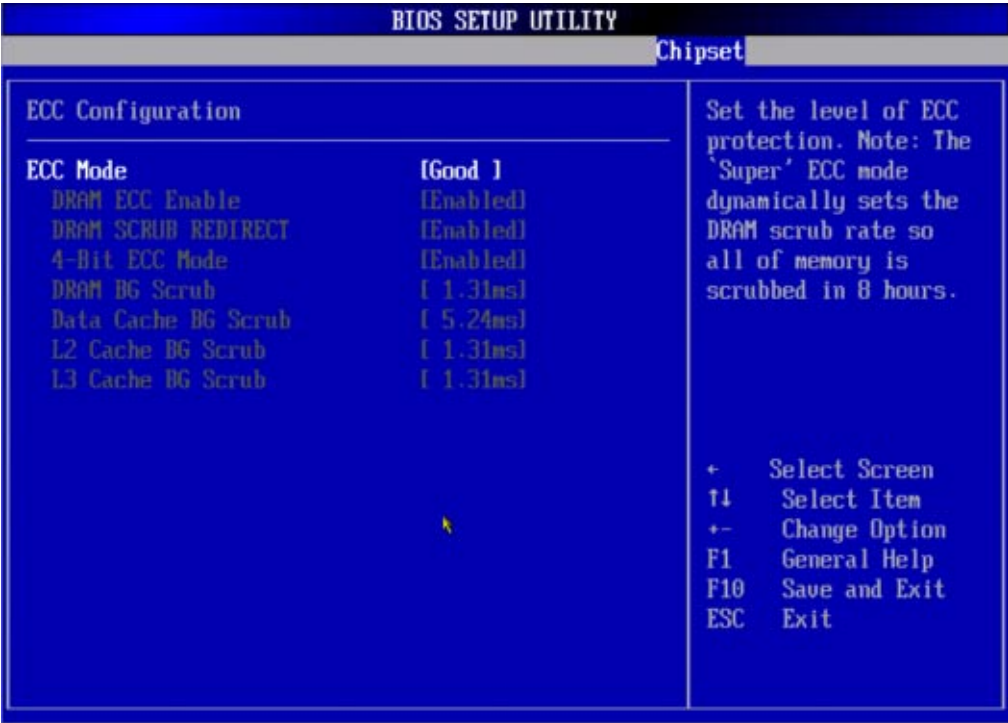 BIOS SETUP UTILITY
Chipset
ECC Configuration
ECC Mode [Good ]
DRAM ECC Enable [Enabled]
DRAM SCRUB REDIRECT [Enabled]
4-Bit ECC Mode [Enabled]
DRAM BG Scrub [ 1.31ms]
Data Cache BG Scrub [ 5.24ms]
L2 Cache BG Scrub [ 1.31ms]
L3 Cache BG Scrub [ 1.31ms]
Set the level of ECC
protection. Note: The
`Super' ECC mode
dynamically sets the
DRAM scrub rate so
all of memory is
scrubbed in 8 hours.
← Select Screen
↑↓ Select Item
+- Change Option
F1 General Help
F10 Save and Exit
ESC Exit